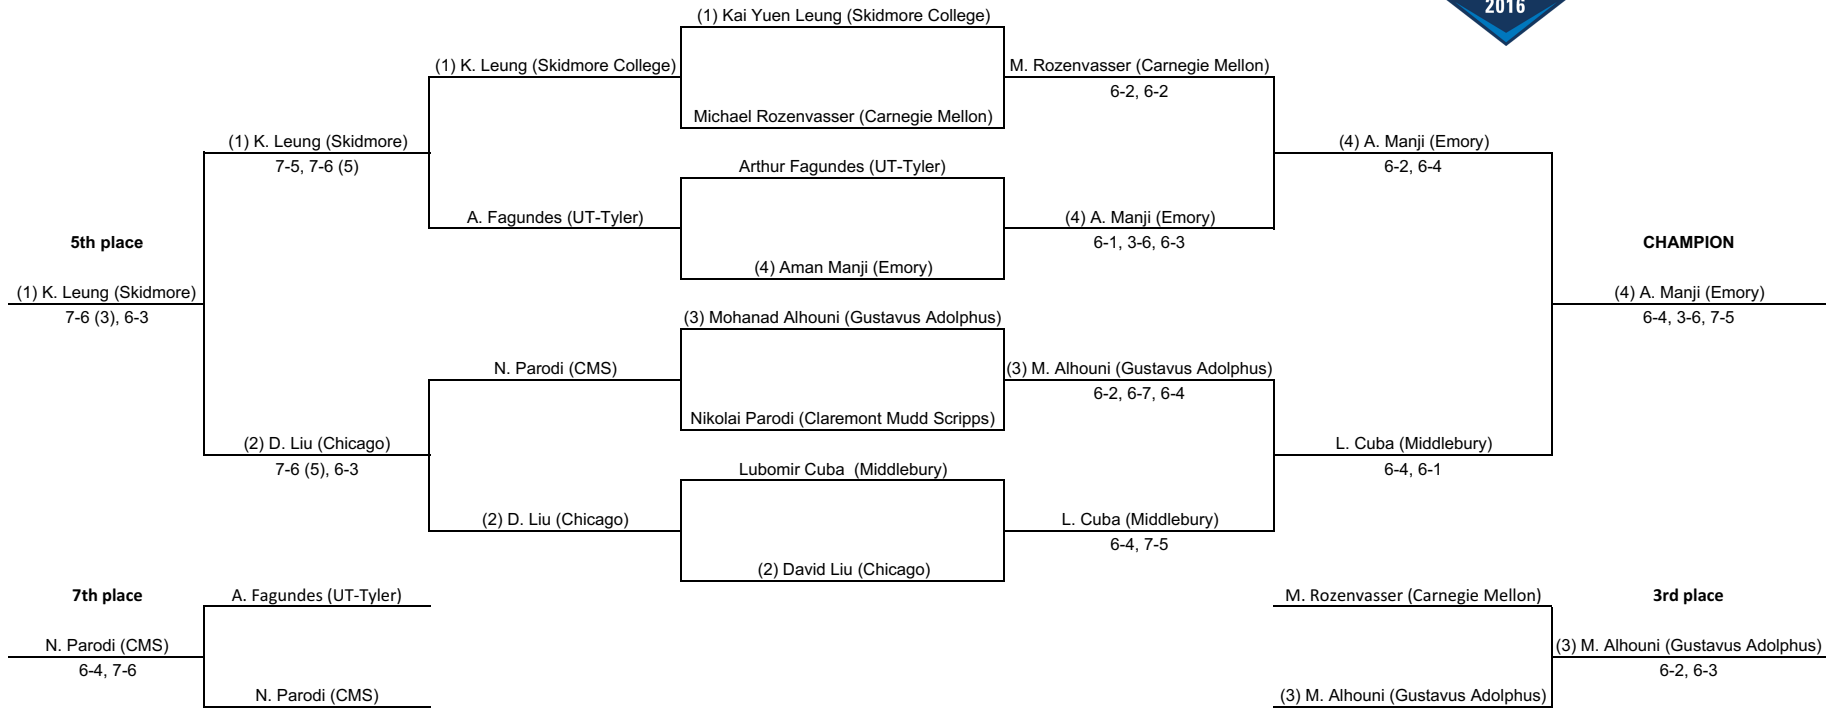 2016
(1) Kai Yuen Leung (Skidmore College)
(1) K. Leung (Skidmore College)
M. Rozenvasser (Carnegie Mellon)
6-2, 6-2
Michael Rozenvasser (Carnegie Mellon)
(1) K. Leung (Skidmore)
7-5, 7-6 (5)
(4) A. Manji (Emory)
6-2, 6-4
Arthur Fagundes (UT-Tyler)
A. Fagundes (UT-Tyler)
(4) A. Manji (Emory)
6-1, 3-6, 6-3
5th place
CHAMPION
(4) Aman Manji (Emory)
(1) K. Leung (Skidmore)
7-6 (3), 6-3
(4) A. Manji (Emory)
6-4, 3-6, 7-5
(3) Mohanad Alhouni (Gustavus Adolphus)
N. Parodi (CMS)
(3) M. Alhouni (Gustavus Adolphus)
6-2, 6-7, 6-4
Nikolai Parodi (Claremont Mudd Scripps)
(2) D. Liu (Chicago)
7-6 (5), 6-3
L. Cuba (Middlebury)
6-4, 6-1
Lubomir Cuba (Middlebury)
(2) D. Liu (Chicago)
L. Cuba (Middlebury)
6-4, 7-5
(2) David Liu (Chicago)
7th place
A. Fagundes (UT-Tyler)
M. Rozenvasser (Carnegie Mellon)
3rd place
N. Parodi (CMS)
6-4, 7-6
(3) M. Alhouni (Gustavus Adolphus)
6-2, 6-3
N. Parodi (CMS)
(3) M. Alhouni (Gustavus Adolphus)